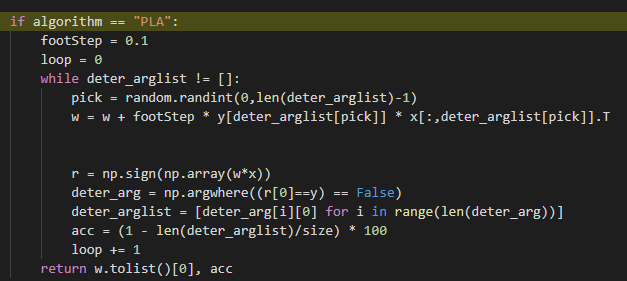 if algorithm == "PLA":
    footStep = 0.1
    loop = 0
    while deter_arglist != []:
        pick = random.randint(0,len(deter_arglist)-1)
        w = w + footStep * y[deter_arglist[pick]] * x[:,deter_arglist[pick]].T
        r = np.sign(np.array(w*x))
        deter_arg = np.argwhere((r[0]==y) == False)
        deter_arglist = [deter_arg[i][0] for i in range(len(deter_arg))]
        acc = (1 - len(deter_arglist)/size) * 100
        loop += 1
    return w.tolist()[0], acc